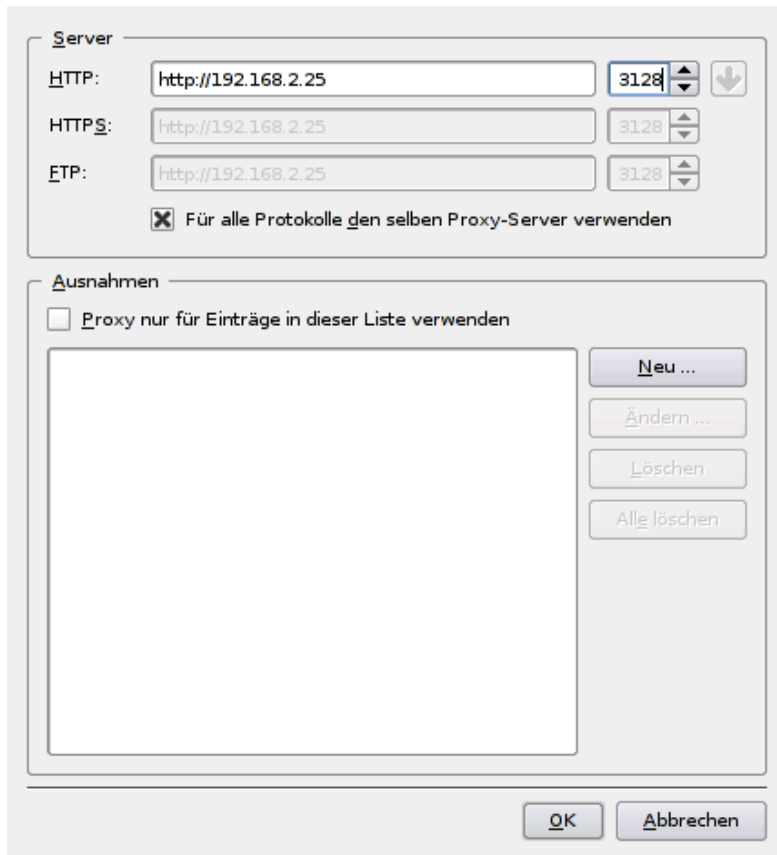 Server
HTTP: http://192.168.2.25 3128
HTTPS: http://192.168.2.25 3128
FTP: http://192.168.2.25 3128
Für alle Protokolle den selben Proxy-Server verwenden
Ausnahmen
Proxy nur für Einträge in dieser Liste verwenden
Neu ...
Ändern ...
Löschen
Alle löschen
OK Abbrechen